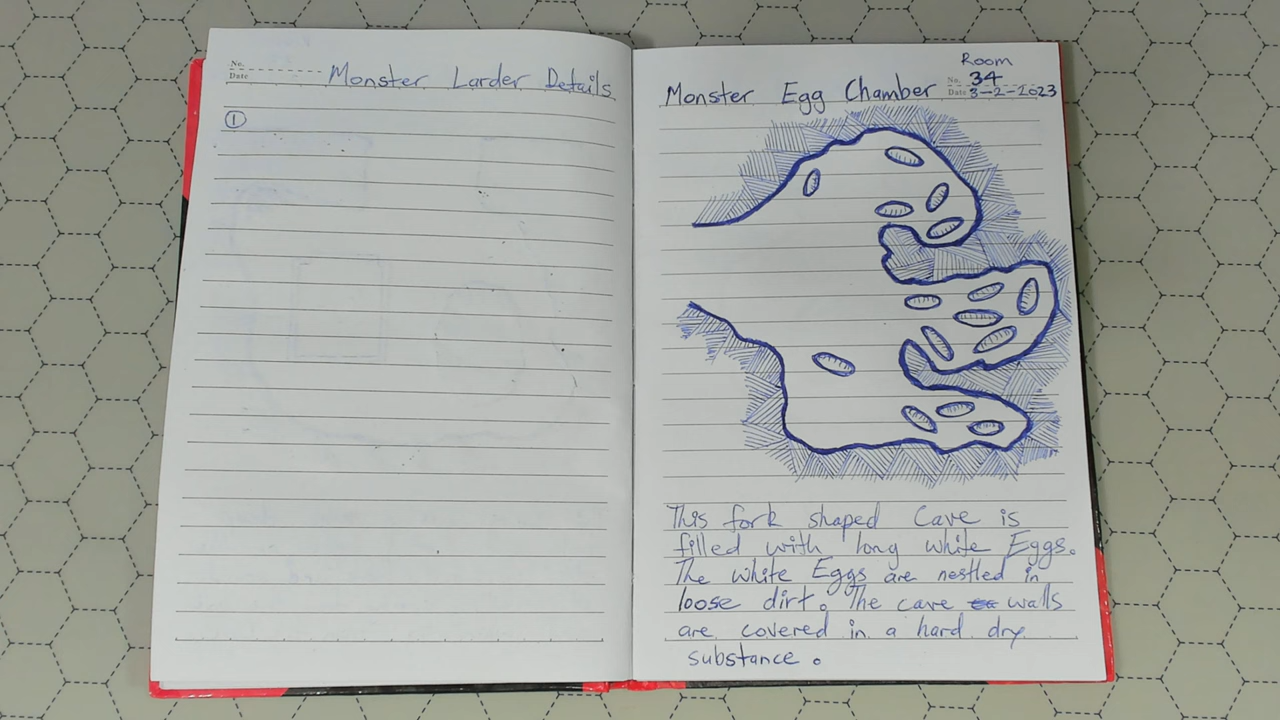 No.
Date
Monster Larder Details
①
Room
Monster Egg Chamber
No. 34
Date 3-2-2023
This fork shaped Cave is
filled with long white Eggs.
The white Eggs are nestled in
loose dirt. The cave walls
are covered in a hard dry
substance.